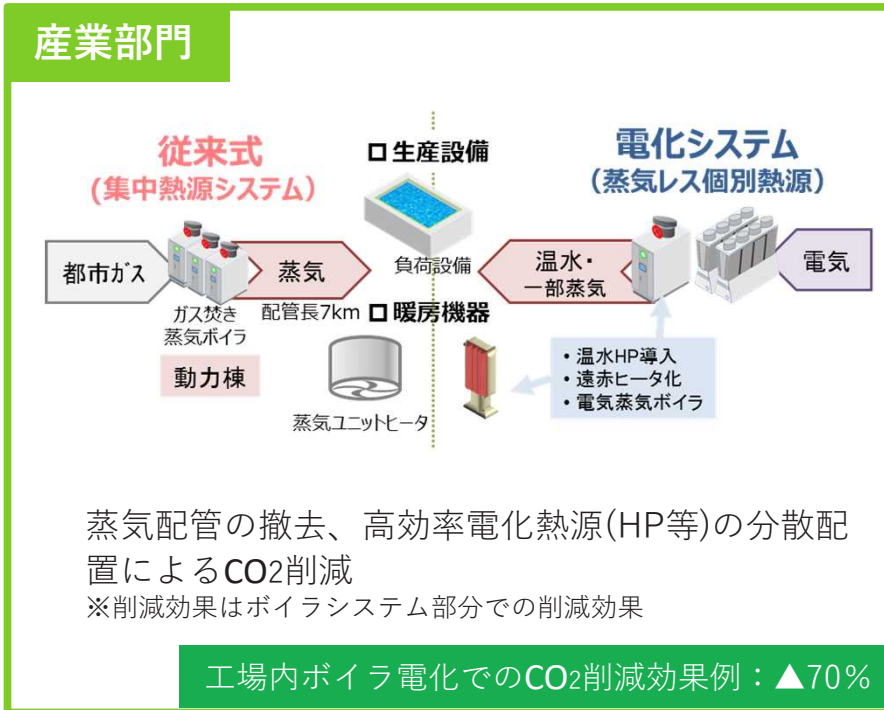 産業部門
従来式
(集中熱源システム)
都市ガス
ガス焚き
蒸気ボイラ
動力棟
蒸気
配管長7km
□生産設備
負荷設備
□暖房機器
蒸気ユニットヒータ
電化システム
(蒸気レス個別熱源)
温水・
一部蒸気
電気
・温水HP導入
・遠赤ヒータ化
・電気蒸気ボイラ
蒸気配管の撤去、高効率電化熱源(HP等)の分散配
置によるCO2削減
※削減効果はボイラシステム部分での削減効果
工場内ボイラ電化でのCO2削減効果例：▲70%